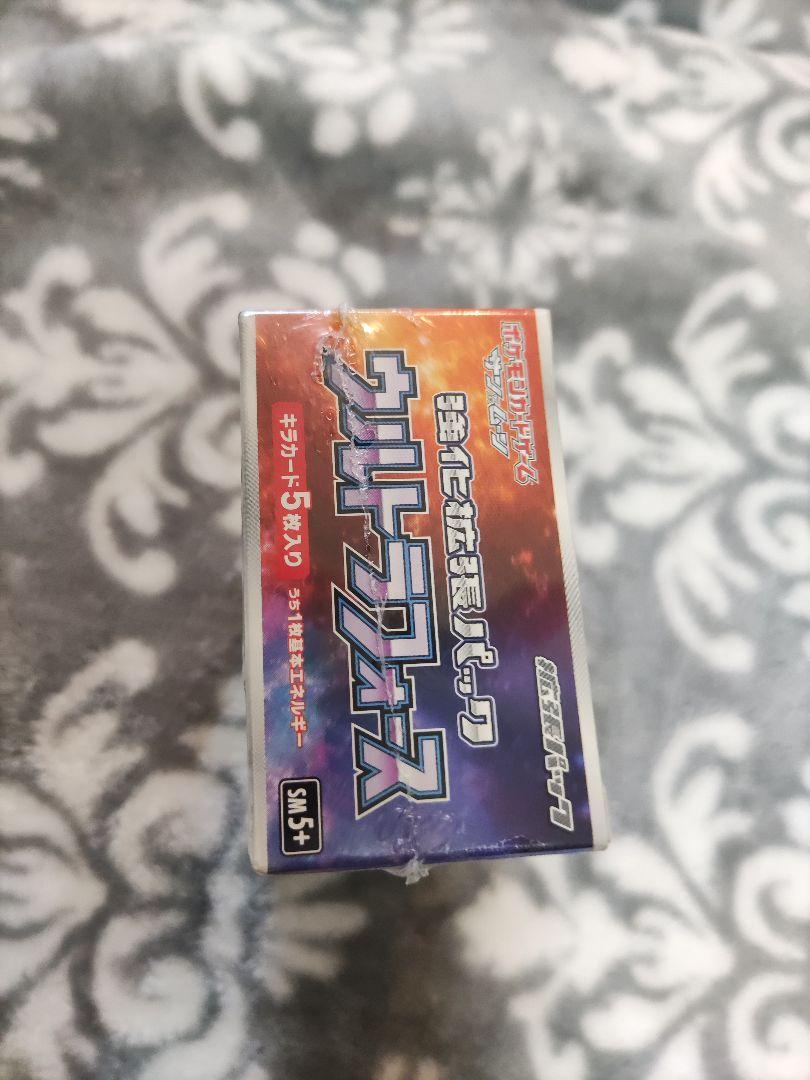 ポケモンカードゲーム
サン&ムーン
拡張パック
強化拡張パック
ウルトラフォース
キラカード5枚入り うち1枚基本エネルギー
SM5+